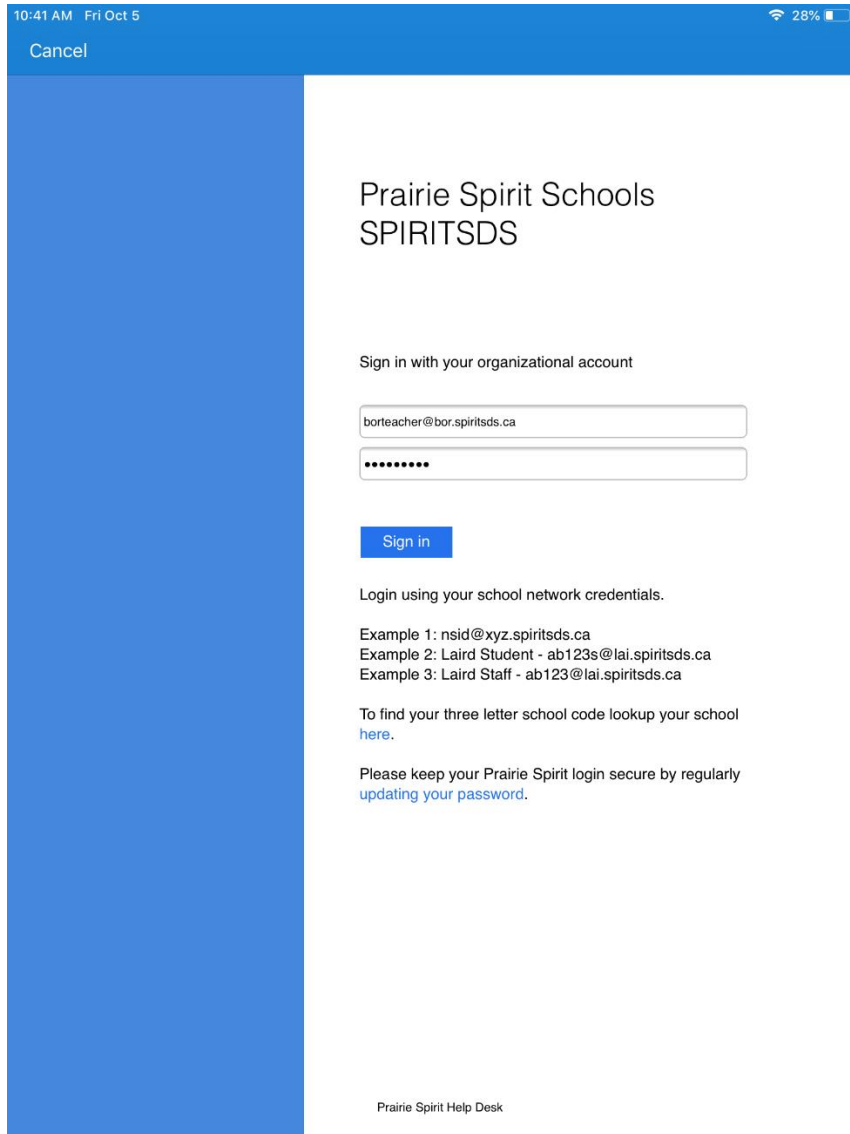 10:41 AM Fri Oct 5
28%
Cancel
Prairie Spirit Schools
SPIRITSDS
Sign in with your organizational account
borteacher@bor.spiritsds.ca
•••••••••
Sign in
Login using your school network credentials.
Example 1: nsid@xyz.spiritsds.ca
Example 2: Laird Student - ab123s@lai.spiritsds.ca
Example 3: Laird Staff - ab123@lai.spiritsds.ca
To find your three letter school code lookup your school
here.
Please keep your Prairie Spirit login secure by regularly
updating your password.
Prairie Spirit Help Desk